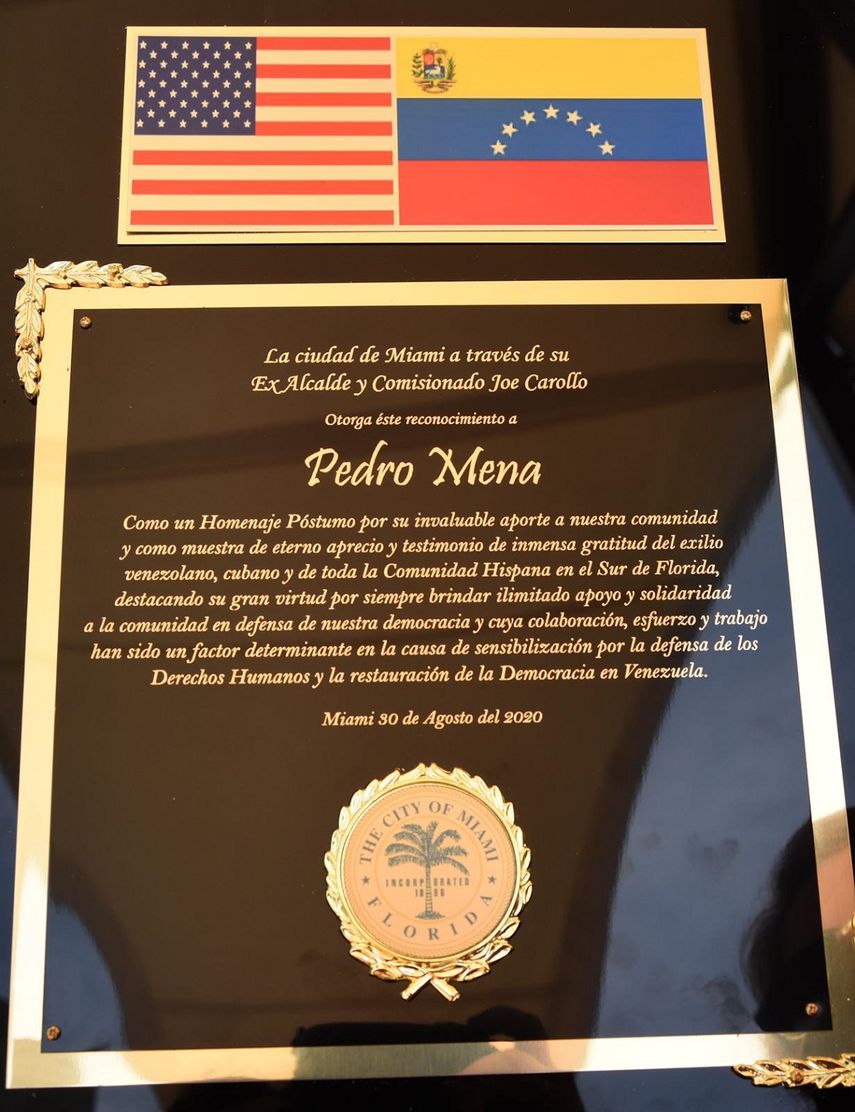 La ciudad de Miami a través de su
Ex Alcalde y Comisionado Joe Carollo
Otorga éste reconocimiento a
Pedro Mena
Como un Homenaje Póstumo por su invaluable aporte a nuestra comunidad
y como muestra de eterno aprecio y testimonio de inmensa gratitud del exilio
venezolano, cubano y de toda la Comunidad Hispana en el Sur de Florida,
destacando su gran virtud por siempre brindar ilimitado apoyo y solidaridad
a la comunidad en defensa de nuestra democracia y cuya colaboración, esfuerzo y trabajo
han sido un factor determinante en la causa de sensibilización por la defensa de los
Derechos Humanos y la restauración de la Democracia en Venezuela.
Miami 30 de Agosto del 2020
THE CITY OF MIAMI
INCORPORATED
1896
FLORIDA